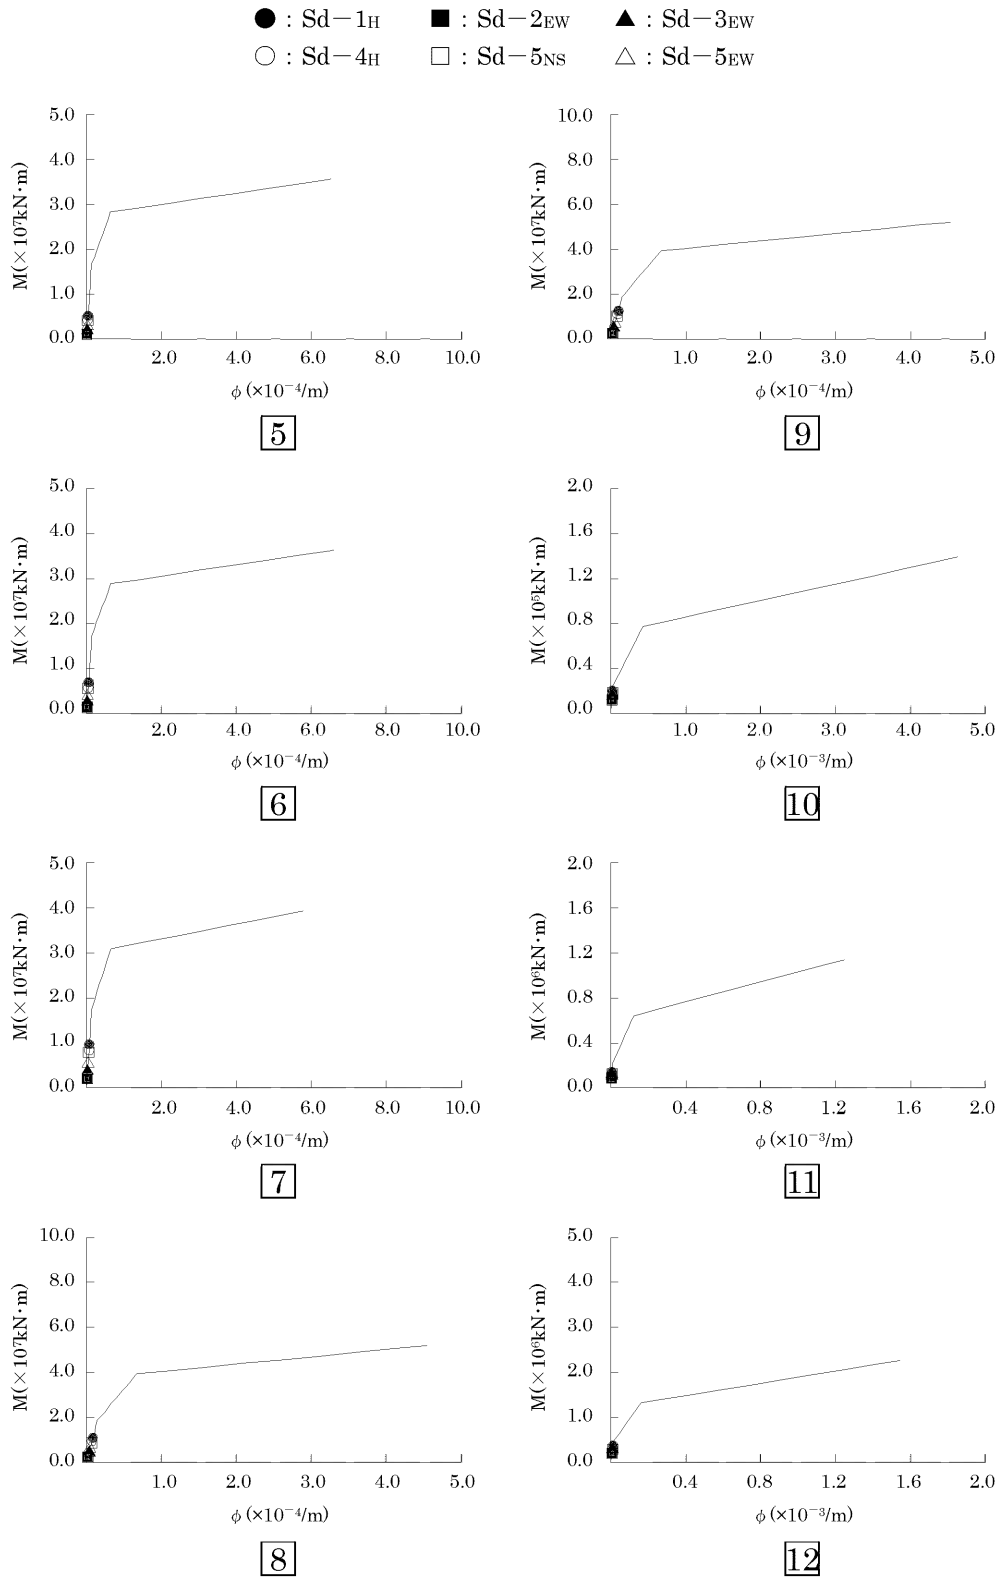 ● : Sd−1H ■ : Sd−2EW ▲ : Sd−3EW
○ : Sd−4H □ : Sd−5NS △ : Sd−5EW
5.0
4.0
3.0
2.0
1.0
0.0
M(×10⁷kN·m)
2.0 4.0 6.0 8.0 10.0
ϕ (×10⁻⁴/m)
5
10.0
8.0
6.0
4.0
2.0
0.0
M(×10⁷kN·m)
1.0 2.0 3.0 4.0 5.0
ϕ (×10⁻⁴/m)
9
5.0
4.0
3.0
2.0
1.0
0.0
M(×10⁷kN·m)
2.0 4.0 6.0 8.0 10.0
ϕ (×10⁻⁴/m)
6
2.0
1.6
1.2
0.8
0.4
0.0
M(×10⁵kN·m)
1.0 2.0 3.0 4.0 5.0
ϕ (×10⁻³/m)
10
5.0
4.0
3.0
2.0
1.0
0.0
M(×10⁷kN·m)
2.0 4.0 6.0 8.0 10.0
ϕ (×10⁻⁴/m)
7
2.0
1.6
1.2
0.8
0.4
0.0
M(×10⁶kN·m)
0.4 0.8 1.2 1.6 2.0
ϕ (×10⁻³/m)
11
10.0
8.0
6.0
4.0
2.0
0.0
M(×10⁷kN·m)
1.0 2.0 3.0 4.0 5.0
ϕ (×10⁻⁴/m)
8
5.0
4.0
3.0
2.0
1.0
0.0
M(×10⁶kN·m)
0.4 0.8 1.2 1.6 2.0
ϕ (×10⁻³/m)
12